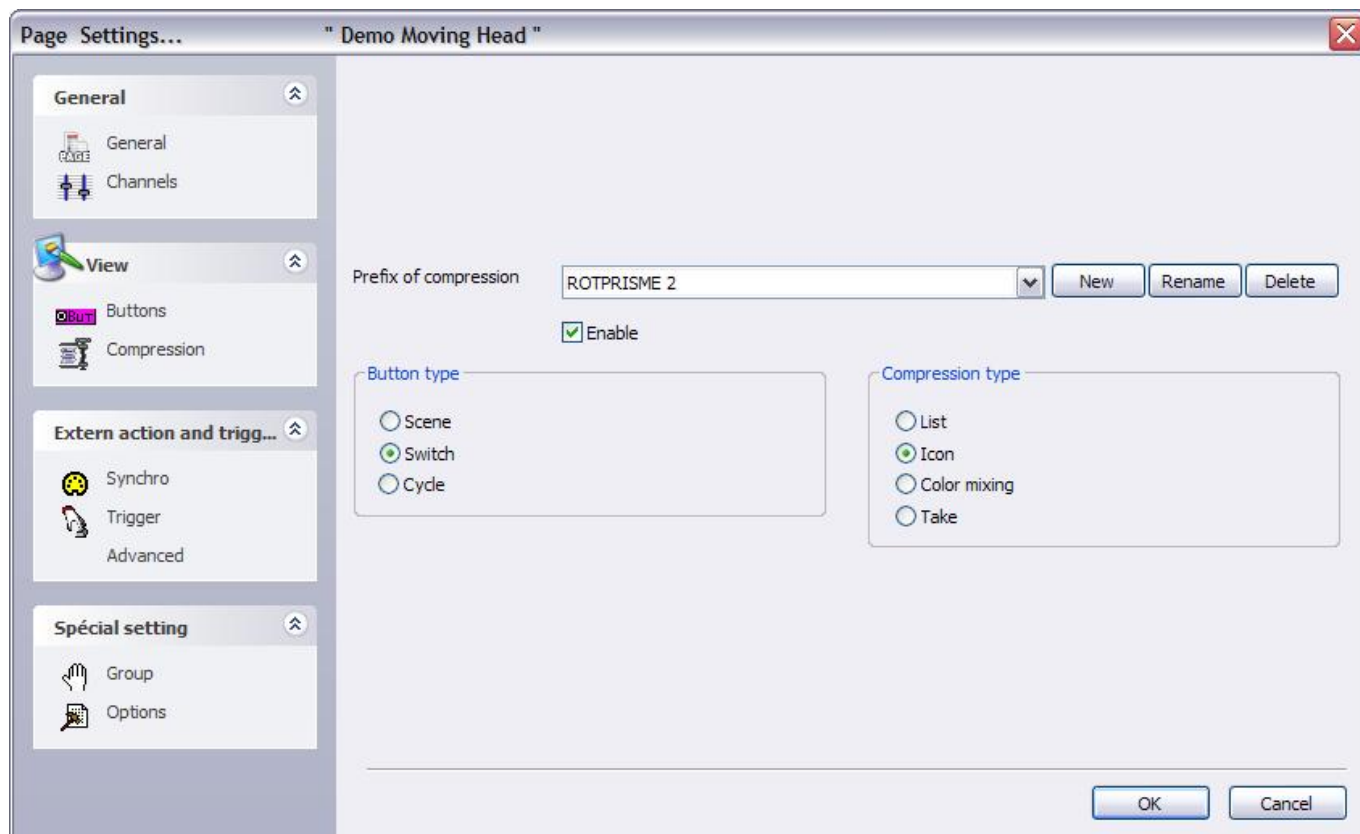 Page Settings... " Demo Moving Head "
General
PAGE
General
Channels
View
OBUT
Buttons
Compression
Extern action and trigg...
Synchro
Trigger
Advanced
Spécial setting
Group
Options
Prefix of compression ROTPRISME 2 New Rename Delete
Enable
Button type
Scene
Switch
Cycle
Compression type
List
Icon
Color mixing
Take
OK Cancel